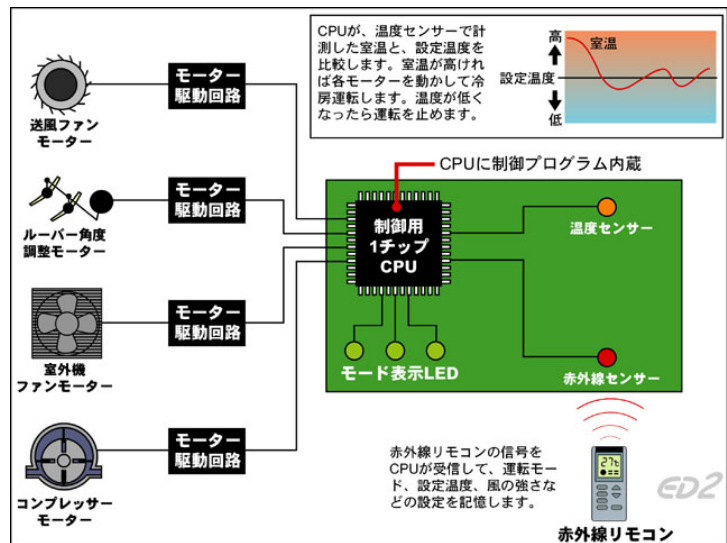 送風ファン
モーター
モーター
駆動回路
ルーバー角度
調整モーター
モーター
駆動回路
室外機
ファンモーター
モーター
駆動回路
コンプレッサー
モーター
モーター
駆動回路
CPUが、温度センサーで計
測した室温と、設定温度を
比較します。室温が高けれ
ば各モーターを動かして冷
房運転します。温度が低く
なったら運転を止めます。
高
室温
設定温度
低
CPUに制御プログラム内蔵
制御用
1チップ
CPU
温度センサー
モード表示LED
赤外線センサー
赤外線リモコンの信号を
CPUが受信して、運転モー
ド、設定温度、風の強さな
どの設定を記憶します。
27℃
ED2
赤外線リモコン